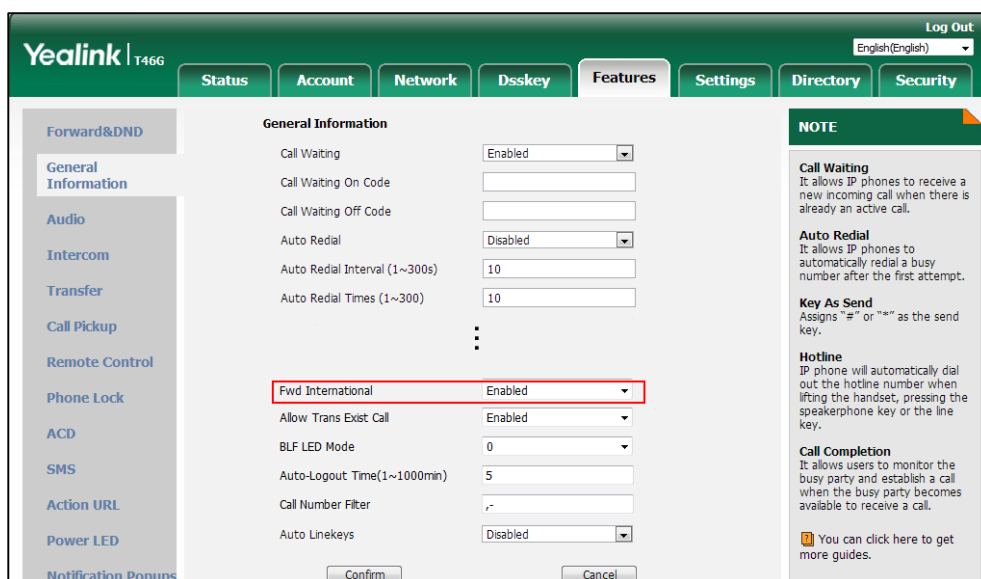 Log Out
Yealink T46G
English(English)
Status Account Network Dsskey Features Settings Directory Security
Forward&DND
General
Information
Audio
Intercom
Transfer
Call Pickup
Remote Control
Phone Lock
ACD
SMS
Action URL
Power LED
Notification Popups
General Information
Call Waiting Enabled
Call Waiting On Code
Call Waiting Off Code
Auto Redial Disabled
Auto Redial Interval (1~300s) 10
Auto Redial Times (1~300) 10
Fwd International Enabled
Allow Trans Exist Call Enabled
BLF LED Mode 0
Auto-Logout Time(1~1000min) 5
Call Number Filter ,-
Auto Linekeys Disabled
Confirm Cancel
NOTE
Call Waiting
It allows IP phones to receive a
new incoming call when there is
already an active call.
Auto Redial
It allows IP phones to
automatically redial a busy
number after the first attempt.
Key As Send
Assigns "#" or "*" as the send
key.
Hotline
IP phone will automatically dial
out the hotline number when
lifting the handset, pressing the
speakerphone key or the line
key.
Call Completion
It allows users to monitor the
busy party and establish a call
when the busy party becomes
available to receive a call.
You can click here to get
more guides.